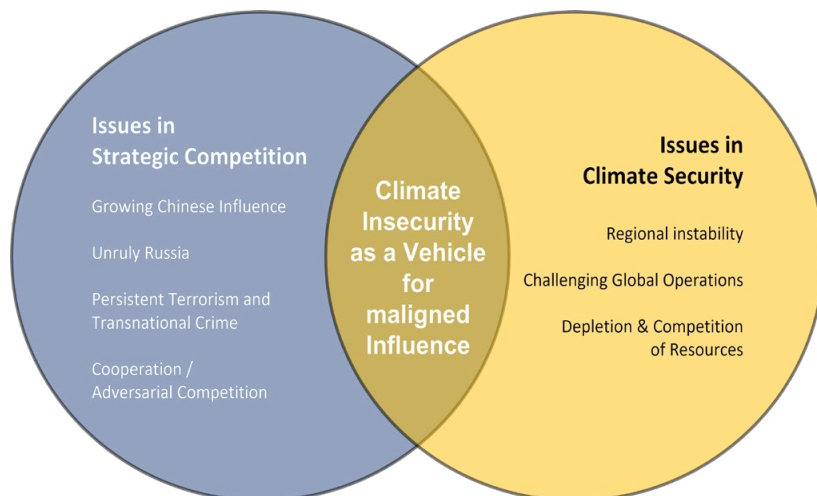 Issues in
Strategic Competition
Growing Chinese Influence
Unruly Russia
Persistent Terrorism and
Transnational Crime
Cooperation /
Adversarial Competition
Climate
Insecurity
as a Vehicle
for
maligned
Influence
Issues in
Climate Security
Regional instability
Challenging Global Operations
Depletion & Competition
of Resources